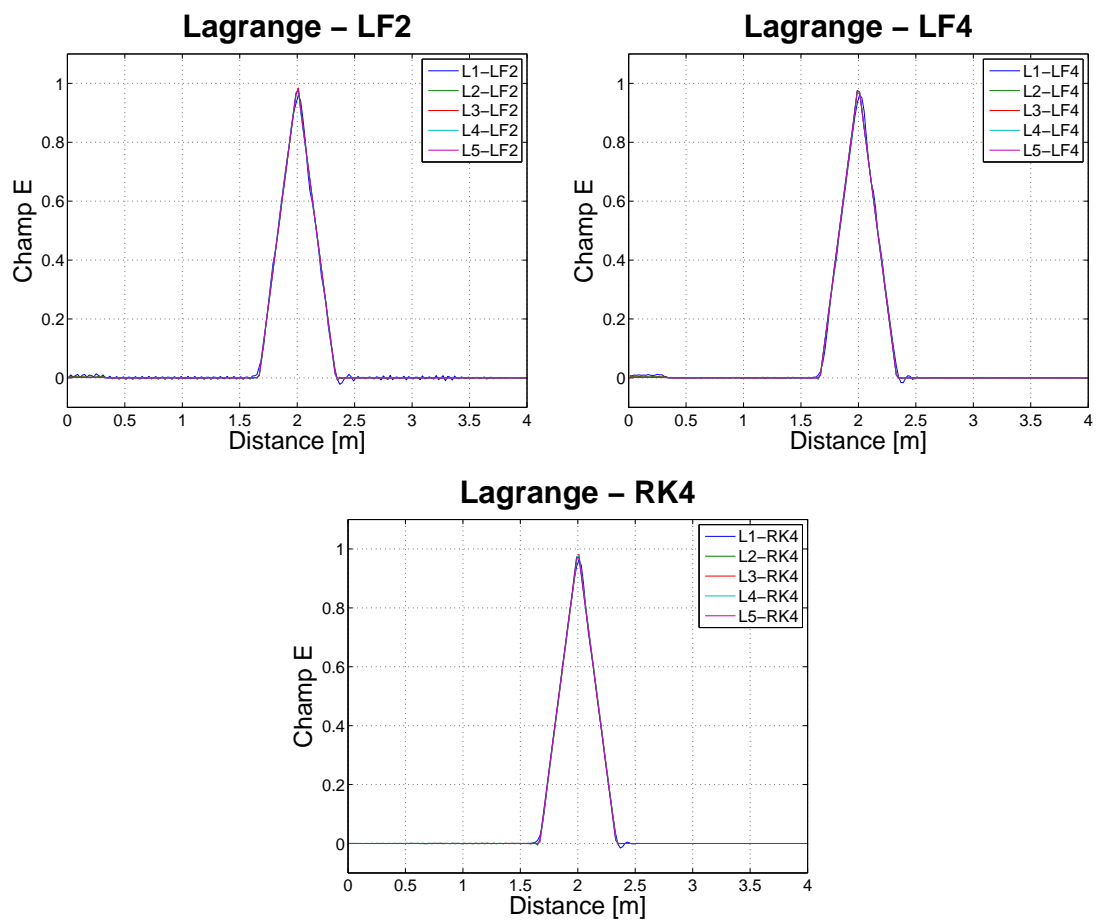 Lagrange – LF2
Champ E
1
0.8
0.6
0.4
0.2
0
0 0.5 1 1.5 2 2.5 3 3.5 4
Distance [m]
L1–LF2
L2–LF2
L3–LF2
L4–LF2
L5–LF2
Lagrange – LF4
Champ E
1
0.8
0.6
0.4
0.2
0
0 0.5 1 1.5 2 2.5 3 3.5 4
Distance [m]
L1–LF4
L2–LF4
L3–LF4
L4–LF4
L5–LF4
Lagrange – RK4
Champ E
1
0.8
0.6
0.4
0.2
0
0 0.5 1 1.5 2 2.5 3 3.5 4
Distance [m]
L1–RK4
L2–RK4
L3–RK4
L4–RK4
L5–RK4